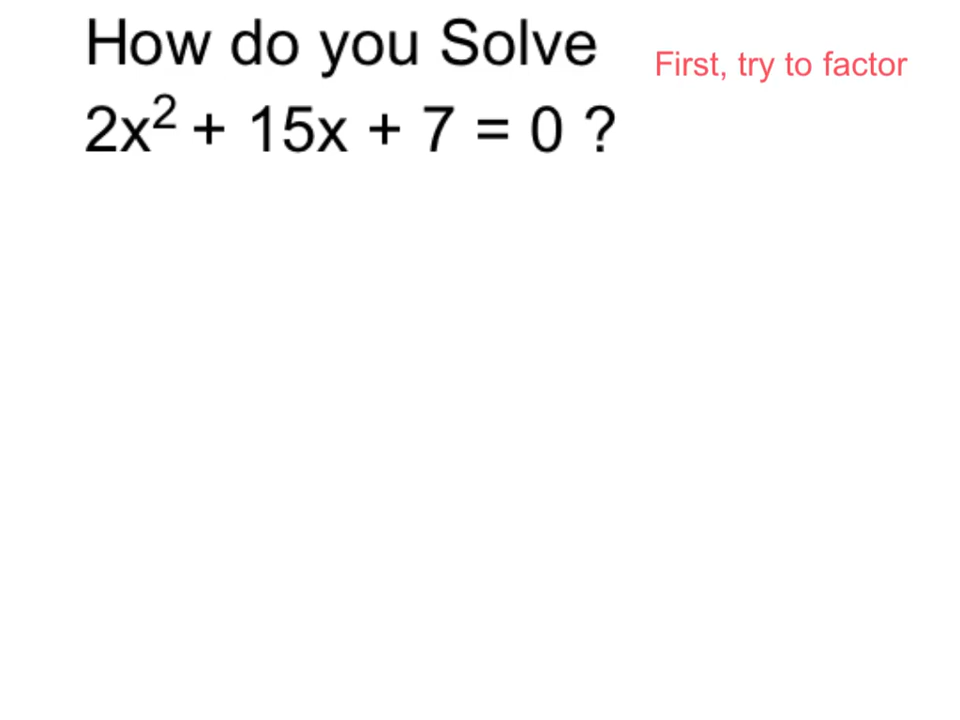 How do you Solve
First, try to factor
2x² + 15x + 7 = 0 ?